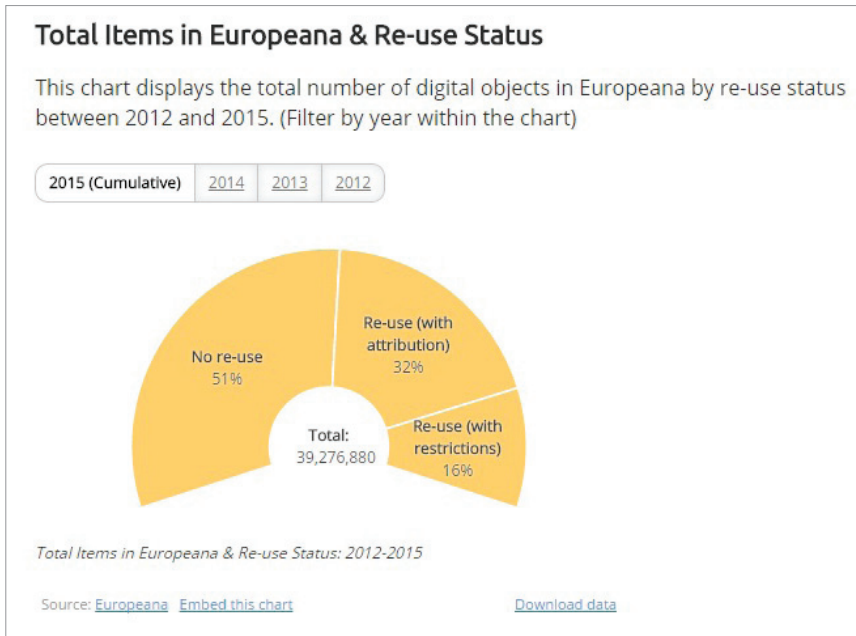 Total Items in Europeana & Re-use Status
This chart displays the total number of digital objects in Europeana by re-use status
between 2012 and 2015. (Filter by year within the chart)
2015 (Cumulative) 2014 2013 2012
No re-use
51%
Re-use (with
attribution)
32%
Re-use (with
restrictions)
16%
Total:
39,276,880
Total Items in Europeana & Re-use Status: 2012-2015
Source: Europeana Embed this chart Download data